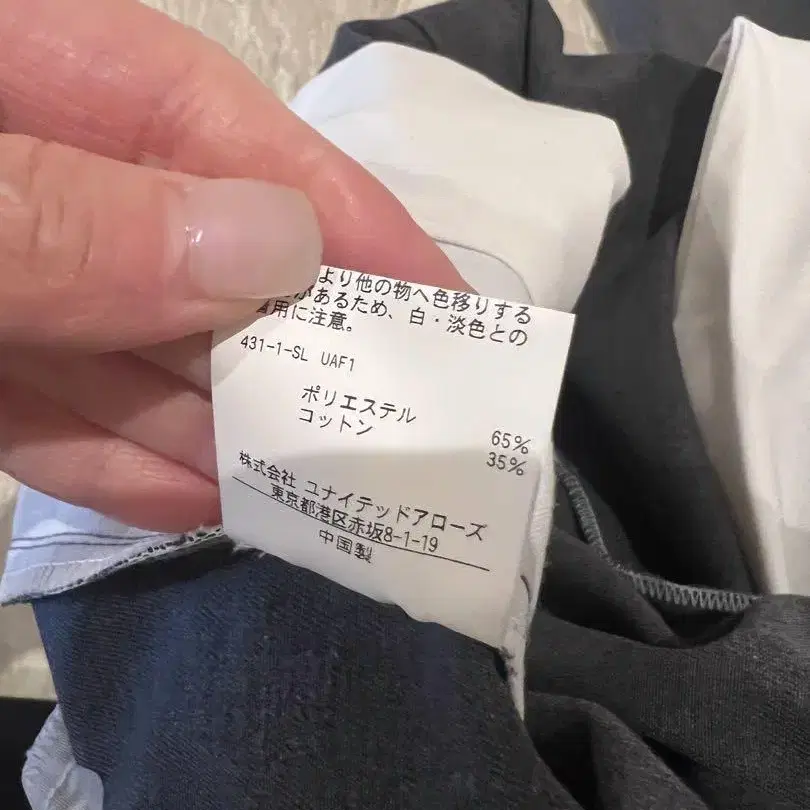 より他の物へ色移りする
があるため、白・淡色との
用に注意。
431-1-SL UAF1
ポリエステル 65%
コットン 35%
株式会社 ユナイテッドアローズ
東京都港区赤坂8-1-19
中国製